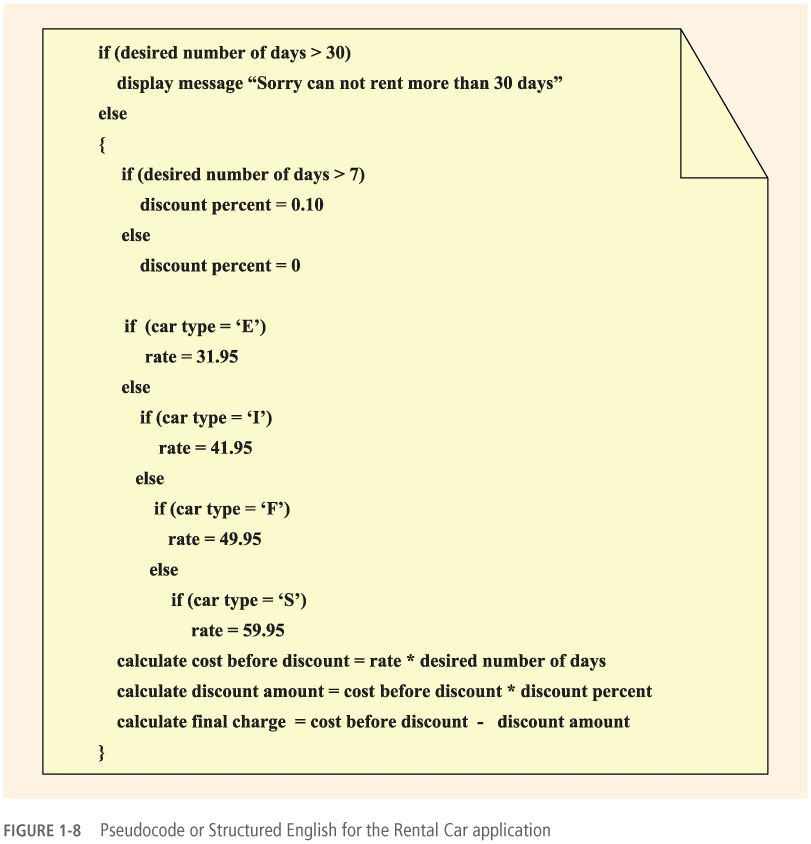 if (desired number of days > 30)
display message “Sorry can not rent more than 30 days”
else
{
if (desired number of days > 7)
discount percent = 0.10
else
discount percent = 0
if (car type = ‘E’)
rate = 31.95
else
if (car type = ‘I’)
rate = 41.95
else
if (car type = ‘F’)
rate = 49.95
else
if (car type = ‘S’)
rate = 59.95
calculate cost before discount = rate * desired number of days
calculate discount amount = cost before discount * discount percent
calculate final charge = cost before discount - discount amount
}
FIGURE 1-8 Pseudocode or Structured English for the Rental Car application